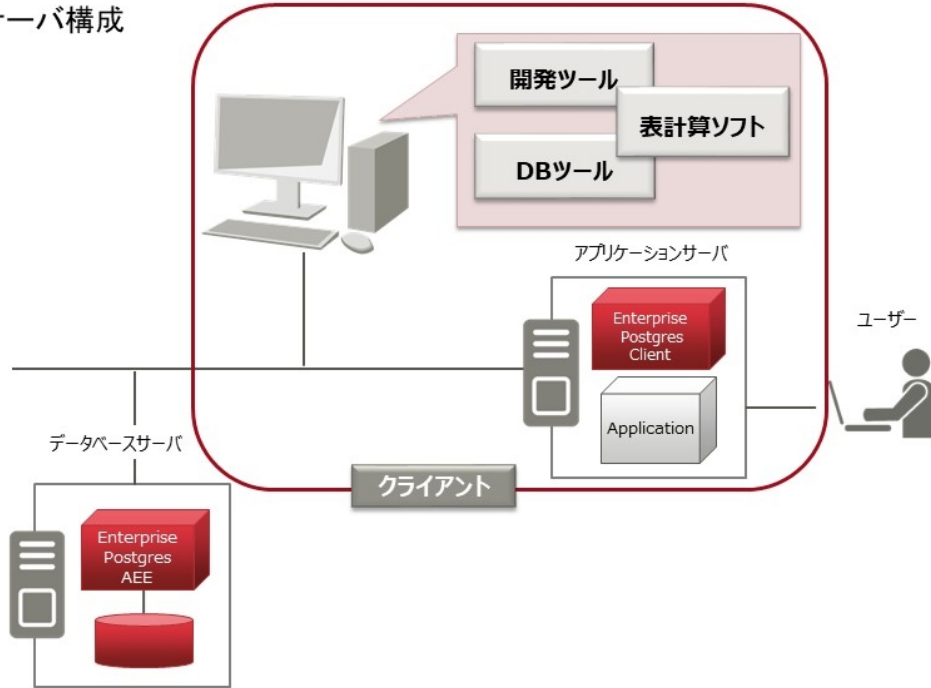 ーバ構成
開発ツール
表計算ソフト
DBツール
アプリケーションサーバ
Enterprise
Postgres
Client
Application
ユーザー
データベースサーバ
クライアント
Enterprise
Postgres
AEE